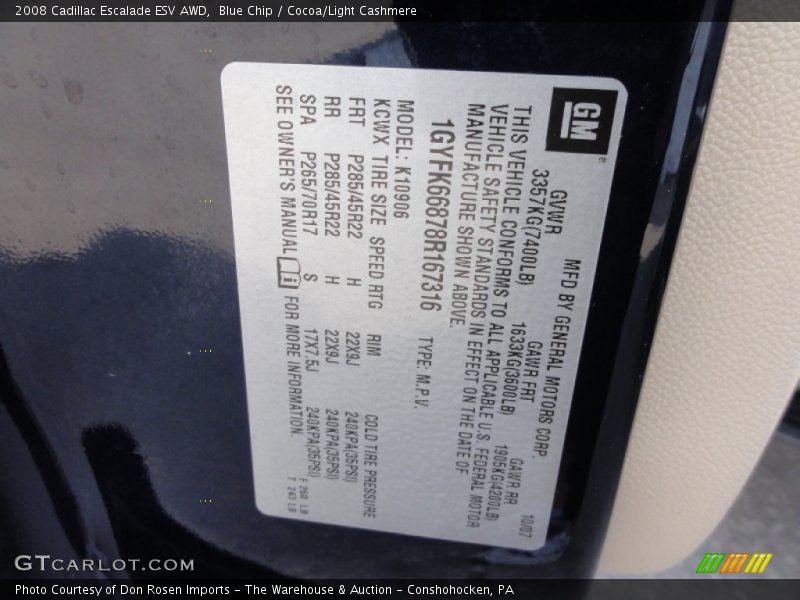 2008 Cadillac Escalade ESV AWD,  Blue Chip / Cocoa/Light Cashmere
GM
MFD BY GENERAL MOTORS CORP. 10/07
GVWR GAWR FRT GAWR RR
3357KG(7400LB) 1633KG(3600LB) 1905KG(4200LB)
THIS VEHICLE CONFORMS TO ALL APPLICABLE U.S. FEDERAL MOTOR
VEHICLE SAFETY STANDARDS IN EFFECT ON THE DATE OF
MANUFACTURE SHOWN ABOVE.
1GYFK66878R167316 TYPE: M.P.V.
MODEL: K10906
KCWX TIRE SIZE SPEED RTG RIM COLD TIRE PRESSURE
FRT P285/45R22 H 22X9J 240KPA(35PSI)
RR P285/45R22 H 22X9J 240KPA(35PSI)
SPA P265/70R17 S 17X7.5J 240KPA(35PSI)
SEE OWNER'S MANUAL i FOR MORE INFORMATION.
F 260 LB
T 243 LB
GTCARLOT.COM
Photo Courtesy of Don Rosen Imports – The Warehouse & Auction – Conshohocken, PA